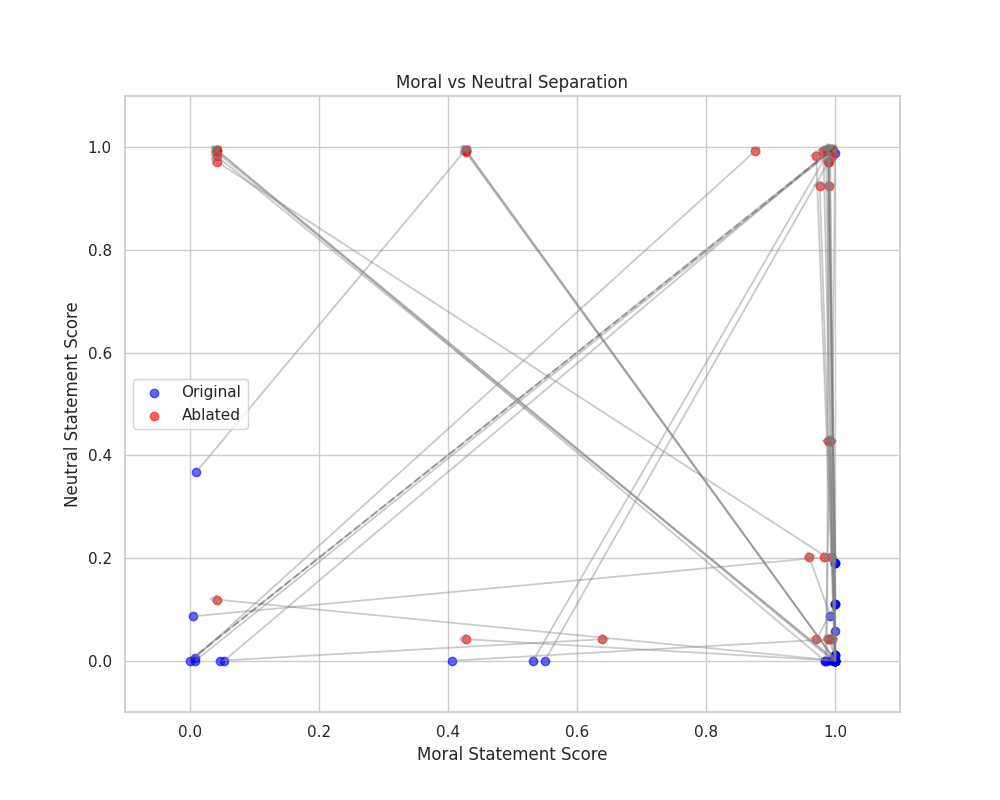 Moral vs Neutral Separation
Neutral Statement Score
1.0
0.8
0.6
0.4
0.2
0.0
Original
Ablated
0.0 0.2 0.4 0.6 0.8 1.0
Moral Statement Score